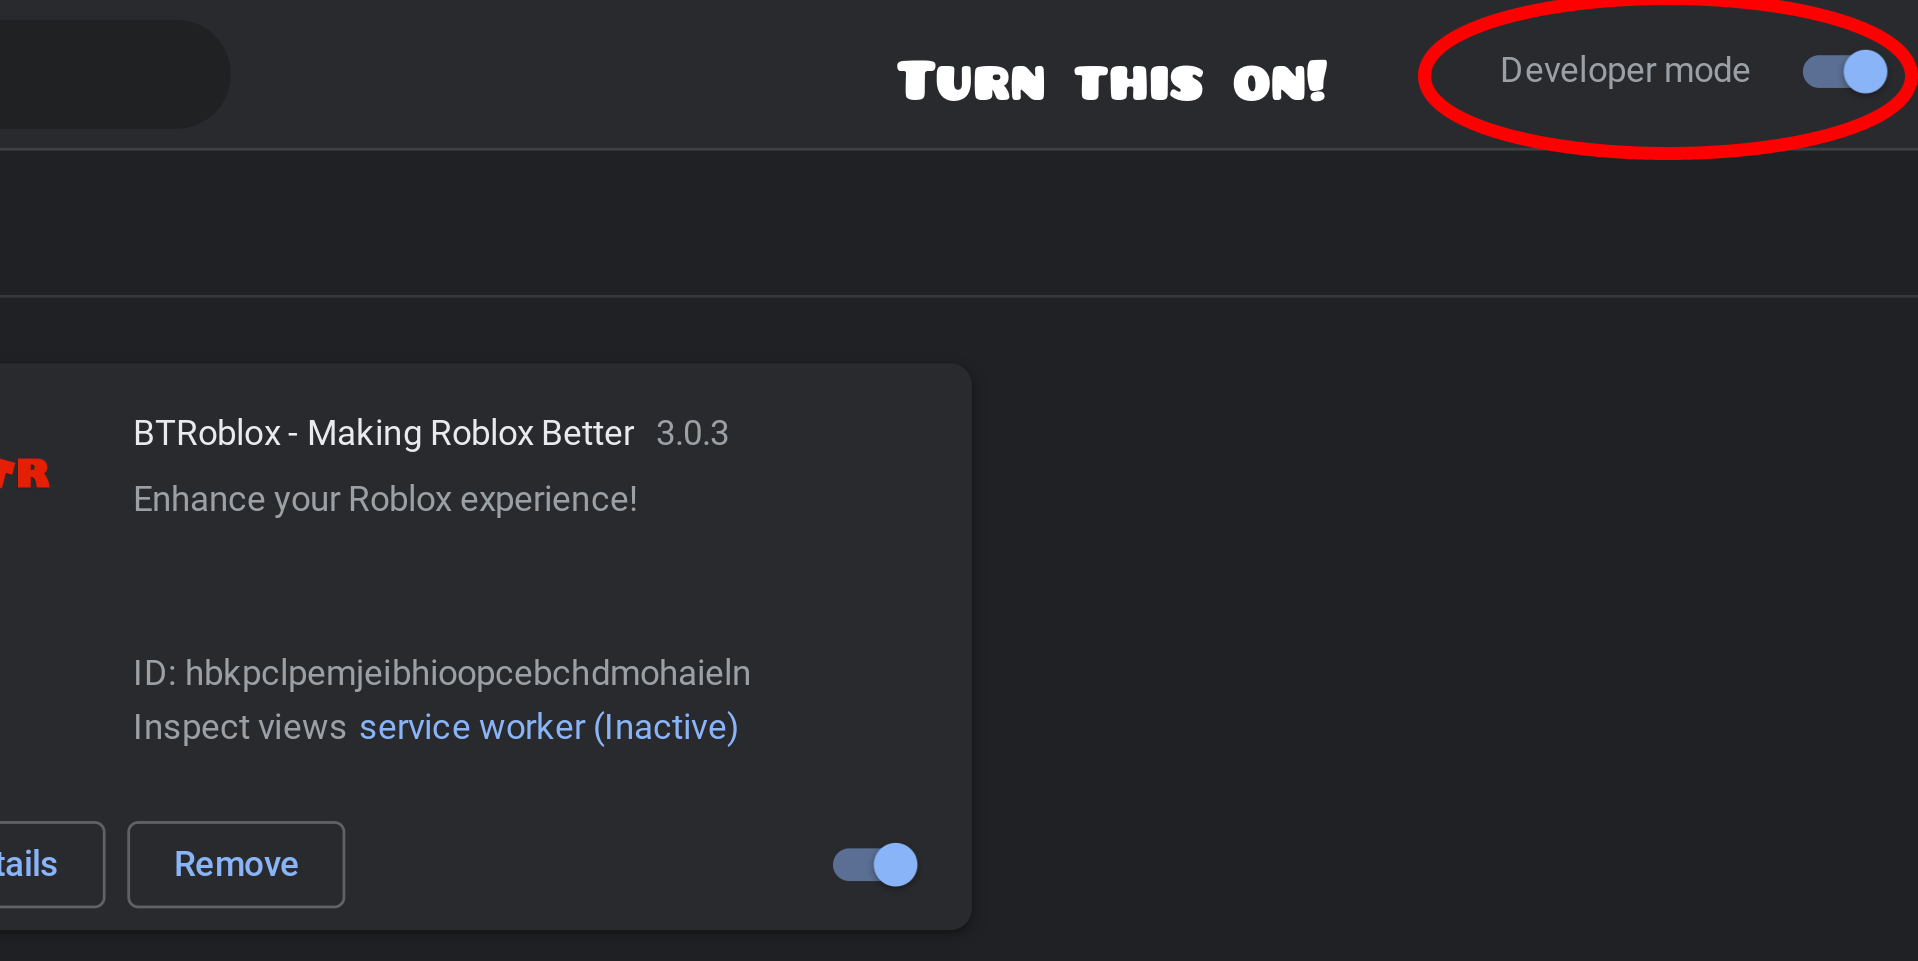 Turn this on!
Developer mode
BTRoblox - Making Roblox Better 3.0.3
TR
Enhance your Roblox experience!
ID: hbkpclpemjeibhioopcebchdmohaieln
Inspect views service worker (Inactive)
tails
Remove